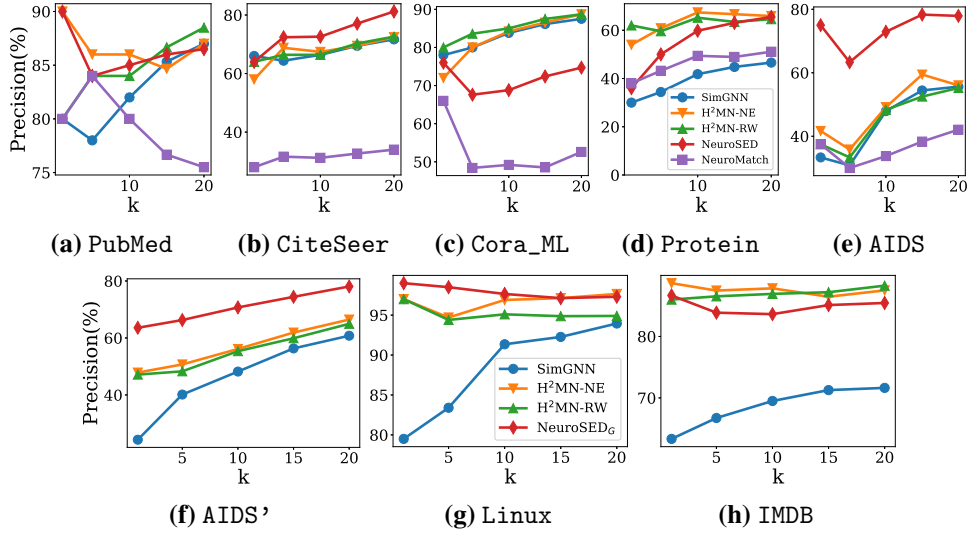 Precision(%)
90
85
80
75
10
20
k
(a) PubMed
80
60
40
10
20
k
(b) CiteSeer
90
80
70
60
50
10
20
k
(c) Cora_ML
60
40
20
0
SimGNN
H²MN-NE
H²MN-RW
NeuroSED
NeuroMatch
10
20
k
(d) Protein
80
60
40
10
20
k
(e) AIDS
Precision(%)
80
60
40
5
10
15
20
k
(f) AIDS’
95
90
85
80
SimGNN
H²MN-NE
H²MN-RW
NeuroSED_G
5
10
15
20
k
(g) Linux
80
70
5
10
15
20
k
(h) IMDB